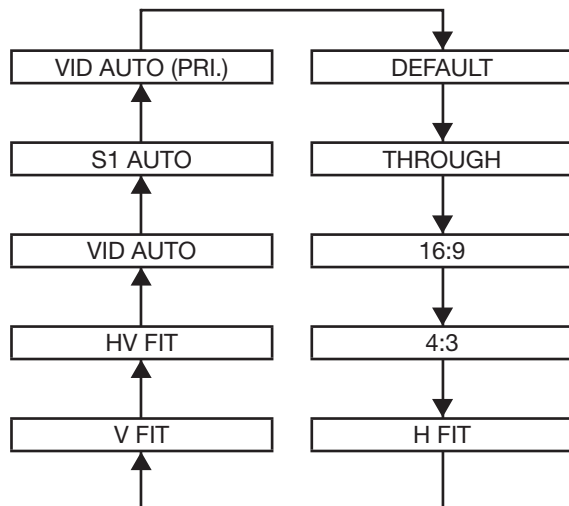 VID AUTO (PRI.)
DEFAULT
S1 AUTO
THROUGH
VID AUTO
16:9
HV FIT
4:3
V FIT
H FIT